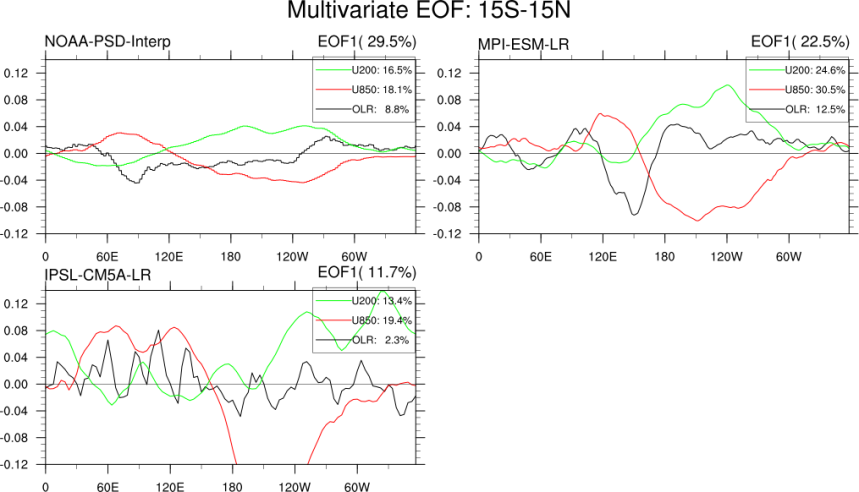 Multivariate EOF: 15S-15N
NOAA-PSD-Interp EOF1( 29.5%)
U200: 16.5%
U850: 18.1%
OLR: 8.8%
0.12
0.08
0.04
0.00
-0.04
-0.08
-0.12
0 60E 120E 180 120W 60W
MPI-ESM-LR EOF1( 22.5%)
U200: 24.6%
U850: 30.5%
OLR: 12.5%
0.12
0.08
0.04
0.00
-0.04
-0.08
-0.12
0 60E 120E 180 120W 60W
IPSL-CM5A-LR EOF1( 11.7%)
U200: 13.4%
U850: 19.4%
OLR: 2.3%
0.12
0.08
0.04
0.00
-0.04
-0.08
-0.12
0 60E 120E 180 120W 60W